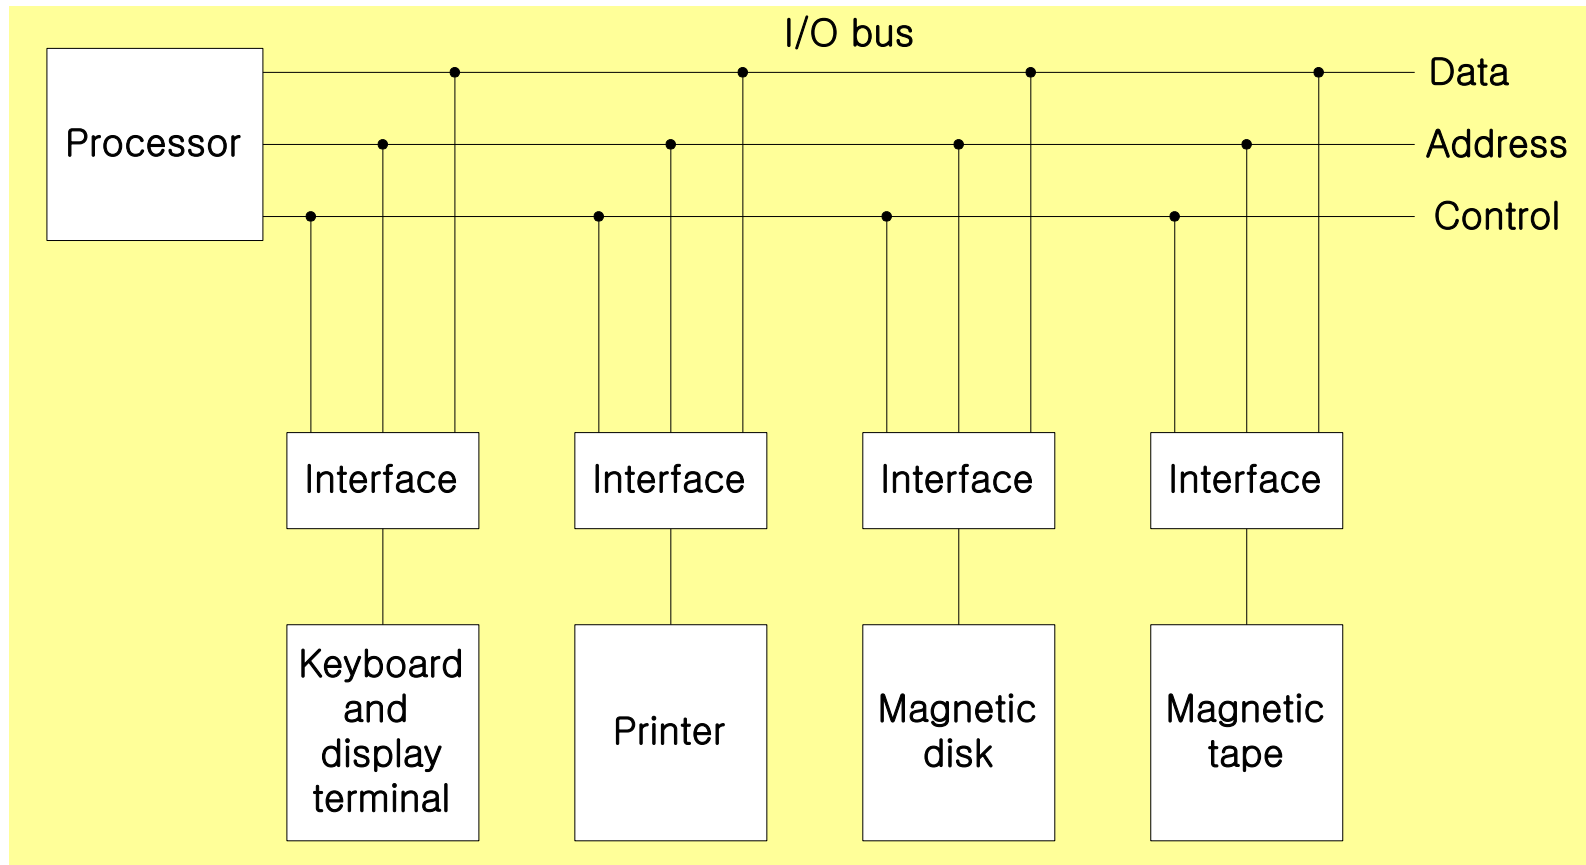 I/O bus
Processor
Data
Address
Control
Interface
Interface
Interface
Interface
Keyboard
and
display
terminal
Printer
Magnetic
disk
Magnetic
tape